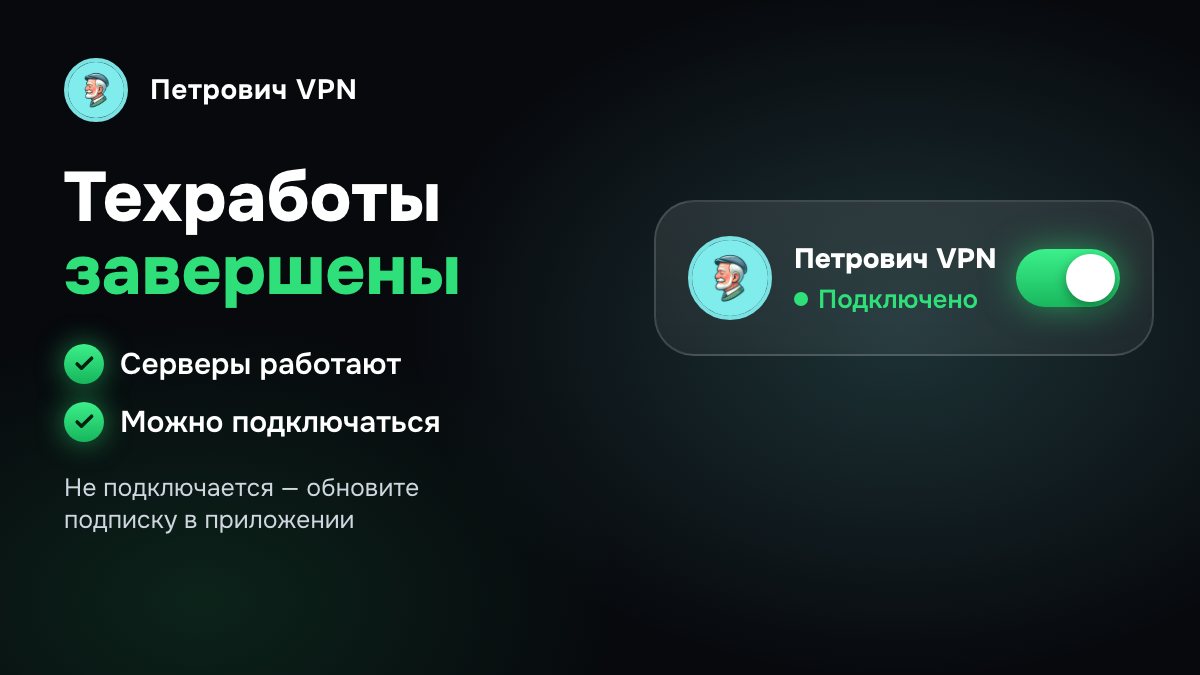 Петрович VPN
Техработы
завершены
Серверы работают
Можно подключаться
Не подключается — обновите
подписку в приложении
Петрович VPN
Подключено